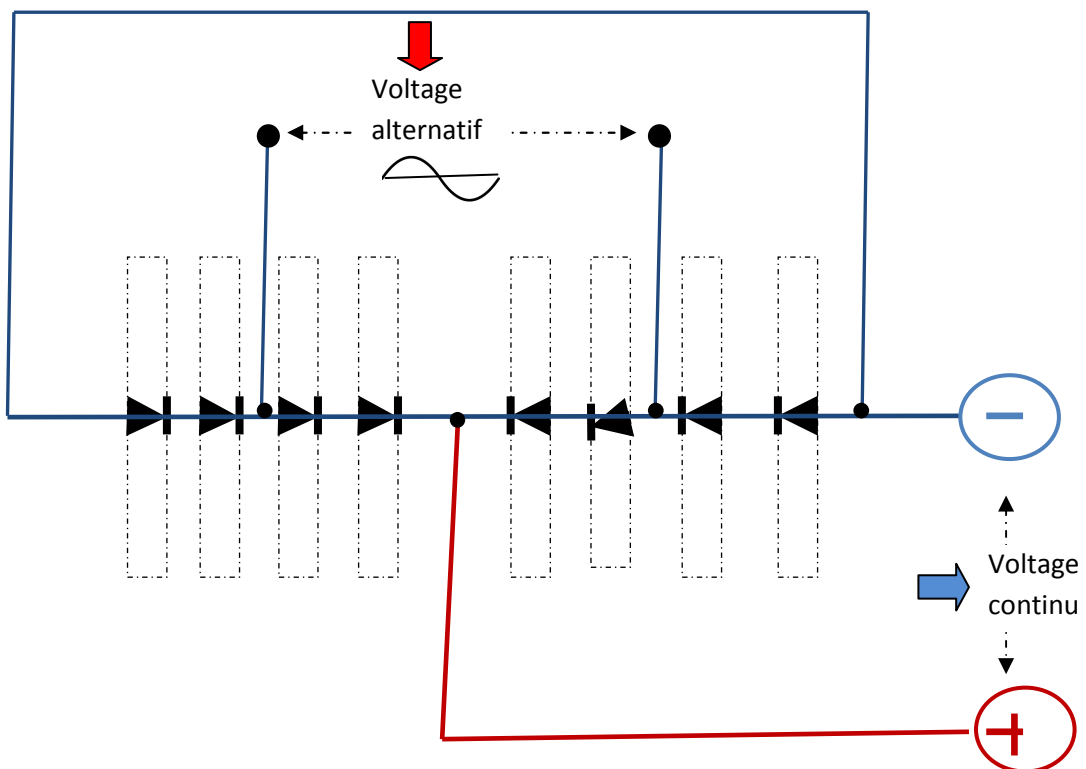 Voltage
alternatif
−
Voltage
continu
+